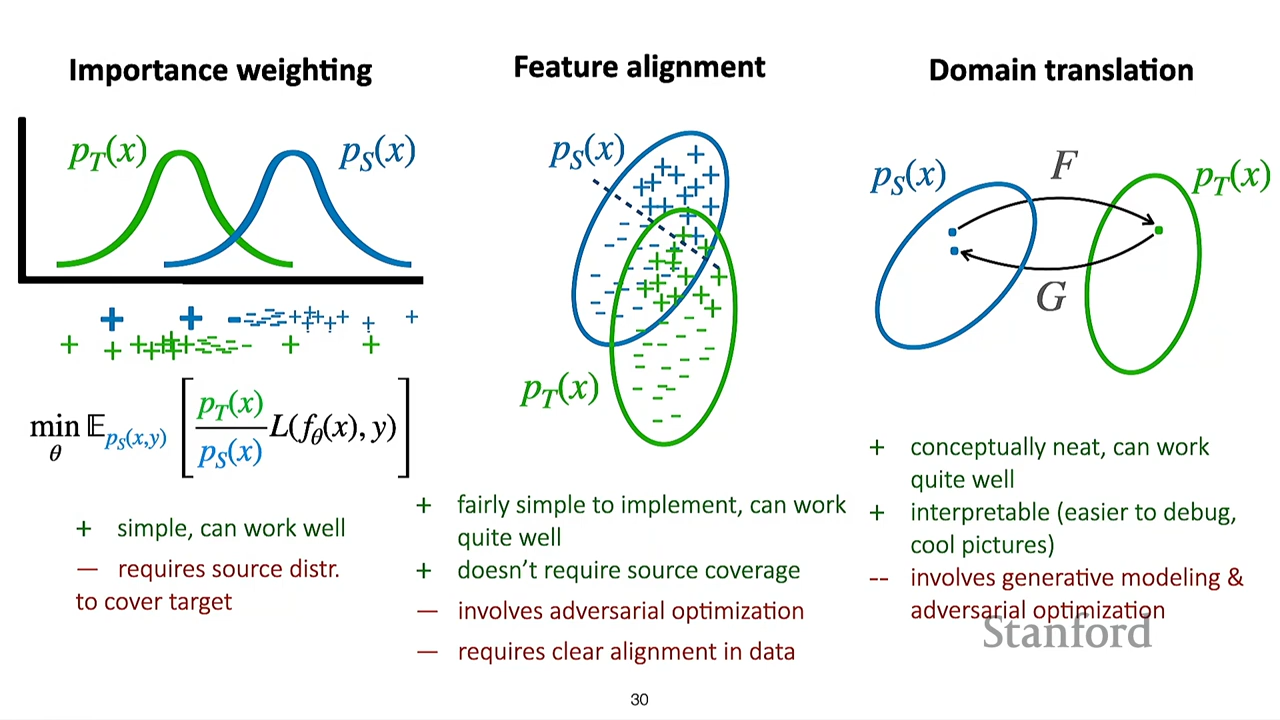 Importance weighting
p_T(x)
p_S(x)
min_θ 𝔼_{p_S(x,y)} [ p_T(x) / p_S(x) L(f_θ(x), y) ]
+ simple, can work well
— requires source distr.
to cover target
Feature alignment
p_S(x)
p_T(x)
+ fairly simple to implement, can work
quite well
+ doesn't require source coverage
— involves adversarial optimization
— requires clear alignment in data
Domain translation
p_S(x)
F
p_T(x)
G
+ conceptually neat, can work
quite well
+ interpretable (easier to debug,
cool pictures)
-- involves generative modeling &
adversarial optimization
Stanford
30